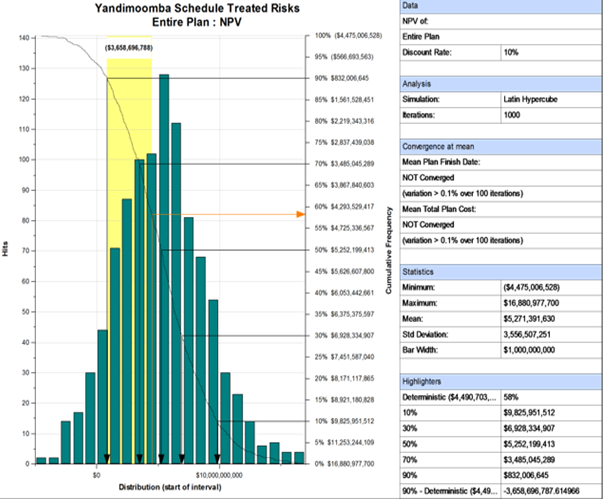 Yandimoomba Schedule Treated Risks
Entire Plan : NPV
($3,658,696,788)
140
130
120
110
100
90
80
70
60
50
40
30
20
10
0
Hits
100% ($4,475,006,528)
95% ($566,693,563)
90% $832,006,645
85% $1,561,528,451
80% $2,219,343,316
75% $2,837,439,038
70% $3,485,045,289
65% $3,867,840,603
60% $4,293,529,417
55% $4,725,336,567
50% $5,252,199,413
45% $5,626,607,800
40% $6,053,442,661
35% $6,375,375,597
30% $6,928,334,907
25% $7,451,587,040
20% $8,171,117,865
15% $8,921,180,828
10% $9,825,951,512
5% $11,253,244,109
0% $16,880,977,700
Cumulative Frequency
$0
$10,000,000,000
Distribution (start of interval)
Data
NPV of:
Entire Plan
Discount Rate: 10%
Analysis
Simulation: Latin Hypercube
Iterations: 1000
Convergence at mean
Mean Plan Finish Date:
NOT Converged
(variation > 0.1% over 100 iterations)
Mean Total Plan Cost:
NOT Converged
(variation > 0.1% over 100 iterations)
Statistics
Minimum: ($4,475,006,528)
Maximum: $16,880,977,700
Mean: $5,271,391,630
Std Deviation: 3,556,507,251
Bar Width: $1,000,000,000
Highlighters
Deterministic ($4,490,703,... 58%
10% $9,825,951,512
30% $6,928,334,907
50% $5,252,199,413
70% $3,485,045,289
90% $832,006,645
90% - Deterministic ($4,49... -3,658,696,787.614966